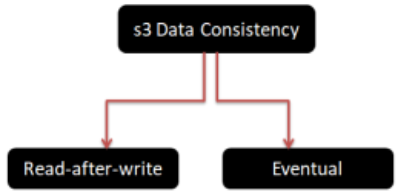 s3 Data Consistency
Read-after-write
Eventual